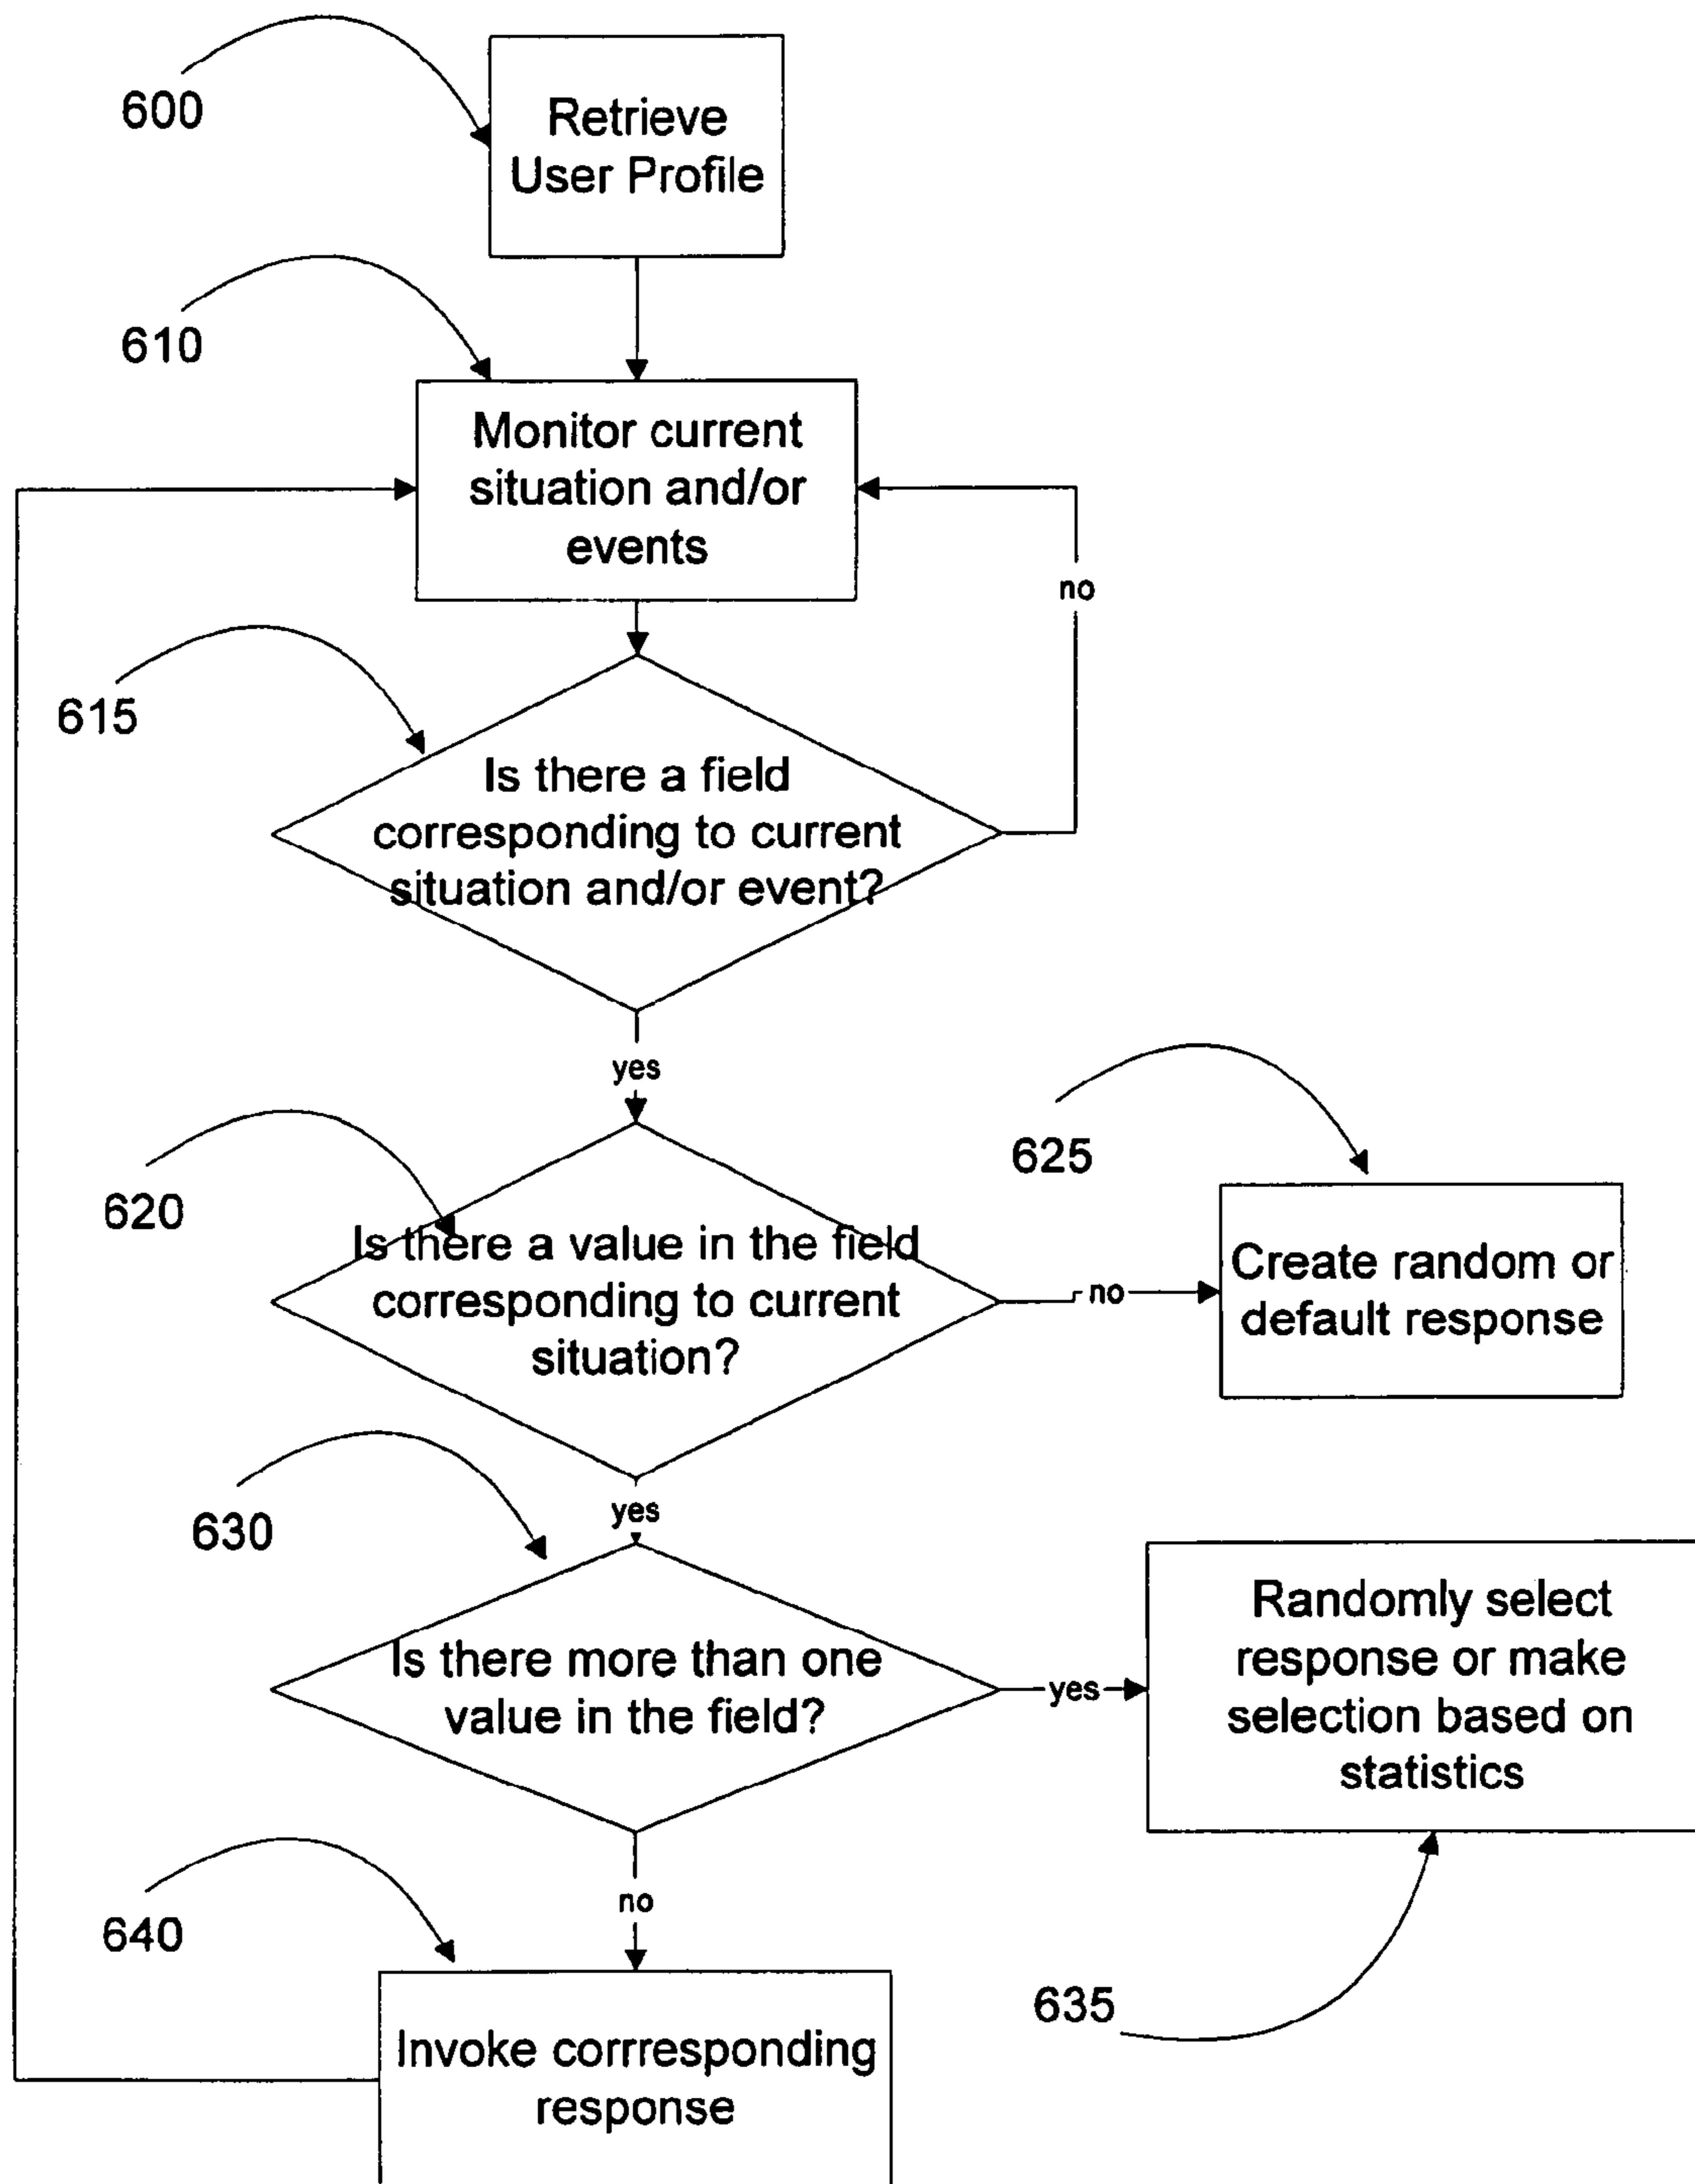 600
Retrieve
User Profile
610
Monitor current
situation and/or
events
no
615
Is there a field
corresponding to current
situation and/or event?
yes
625
620
Is there a value in the field
corresponding to current
situation?
no
Create random or
default response
630
yes
Is there more than one
value in the field?
yes
Randomly select
response or make
selection based on
statistics
640
no
635
Invoke corrresponding
response